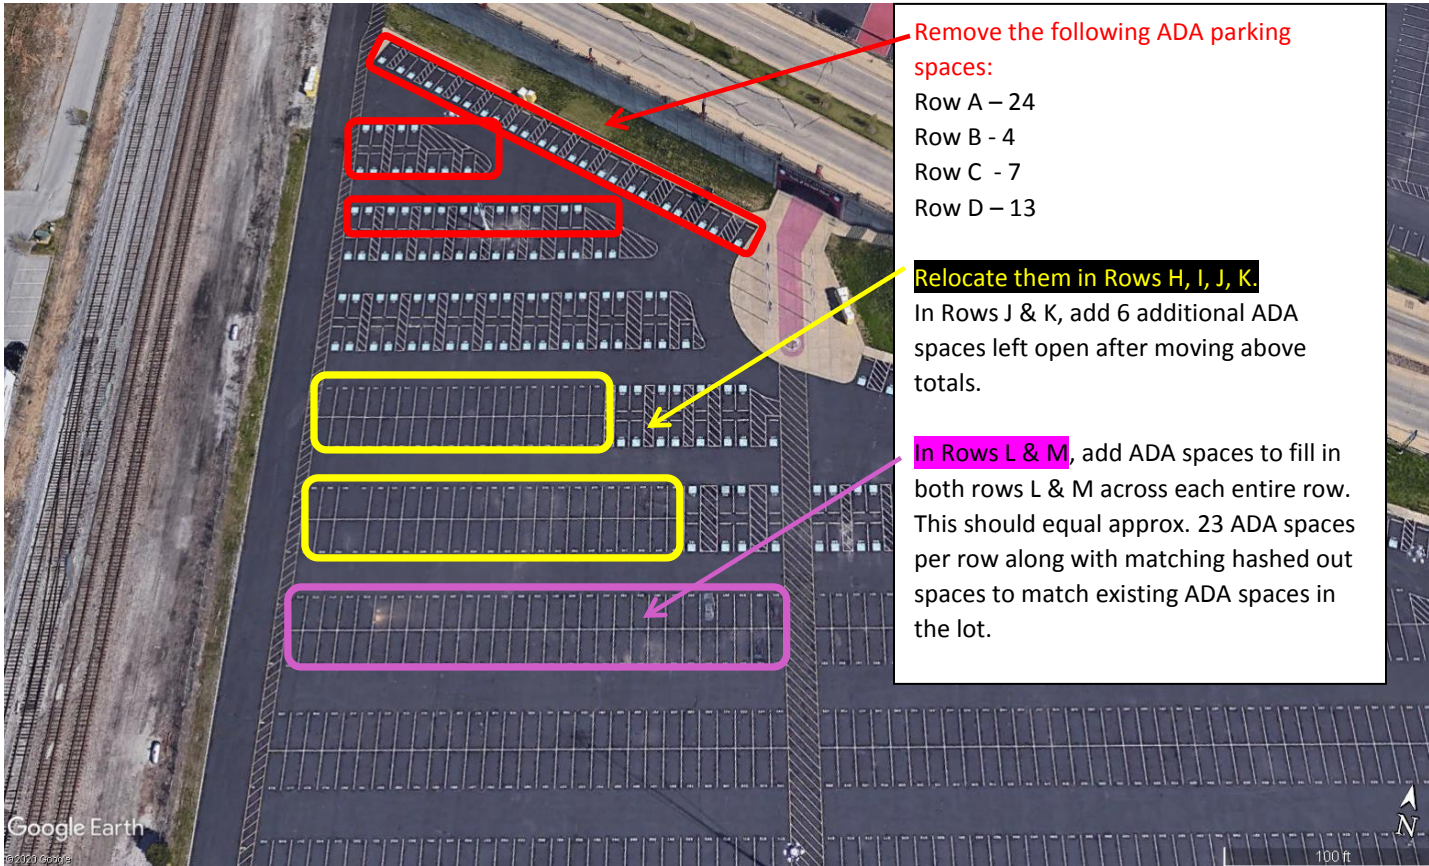 Remove the following ADA parking
spaces:
Row A – 24
Row B - 4
Row C  - 7
Row D – 13
Relocate them in Rows H, I, J, K.
In Rows J & K, add 6 additional ADA
spaces left open after moving above
totals.
In Rows L & M, add ADA spaces to fill in
both rows L & M across each entire row.
This should equal approx. 23 ADA spaces
per row along with matching hashed out
spaces to match existing ADA spaces in
the lot.
Google Earth
©2020 Google
N
100 ft